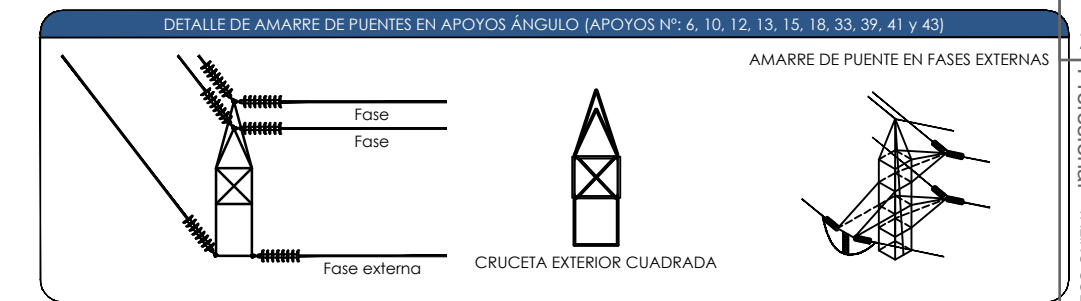 DETALLE DE AMARRE DE PUENTES EN APOYOS ÁNGULO (APOYOS Nº: 6, 10, 12, 13, 15, 18, 33, 39, 41 y 43)
AMARRE DE PUENTE EN FASES EXTERNAS
Fase
Fase
Fase externa
CRUCETA EXTERIOR CUADRADA